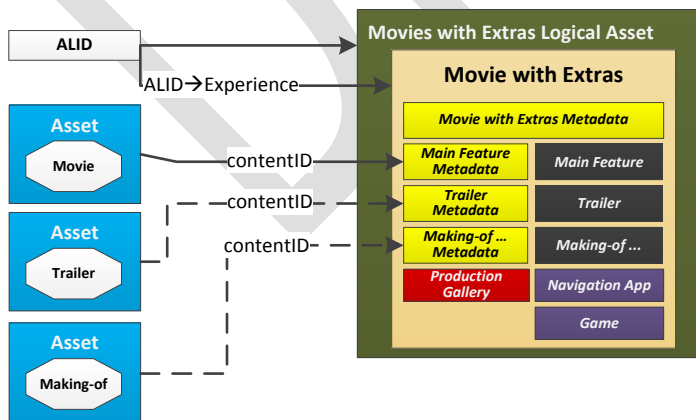 ALID
ALID→Experience
Asset
Movie
contentID
Asset
Trailer
contentID
Asset
Making-of
contentID
Movies with Extras Logical Asset
Movie with Extras
Movie with Extras Metadata
Main Feature
Metadata
Main Feature
Trailer
Metadata
Trailer
Making-of …
Metadata
Making-of ...
Production
Gallery
Navigation App
Game